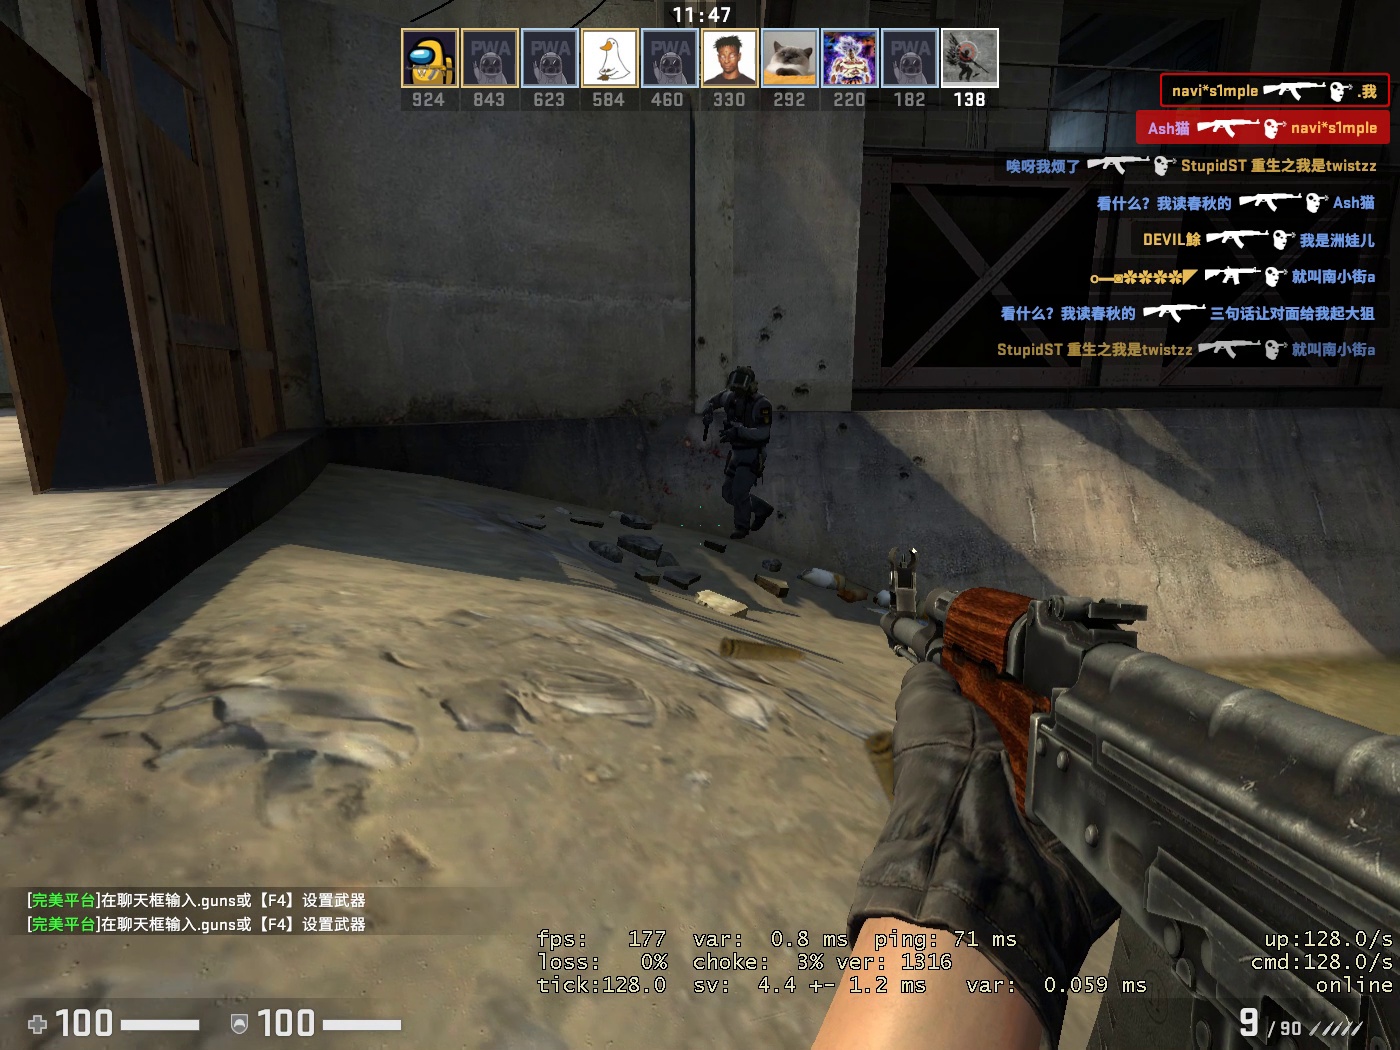 11:47
PWA PWA PWA PWA
924 843 623 584 460 330 292 220 182 138
navi*s1mple .我
Ash猫 navi*s1mple
唉呀我烦了 StupidST 重生之我是twistzz
看什么？我读春秋的 Ash猫
DEVIL鮽 我是洲娃儿
就叫南小街a
看什么？我读春秋的 三句话让对面给我起大狙
StupidST 重生之我是twistzz 就叫南小街a
[完美平台]在聊天框输入.guns或【F4】设置武器
[完美平台]在聊天框输入.guns或【F4】设置武器
fps: 177 var: 0.8 ms ping: 71 ms up:128.0/s
loss: 0% choke: 3% ver: 1316 cmd:128.0/s
tick:128.0 sv: 4.4 +- 1.2 ms var: 0.059 ms online
100 100 9 / 90